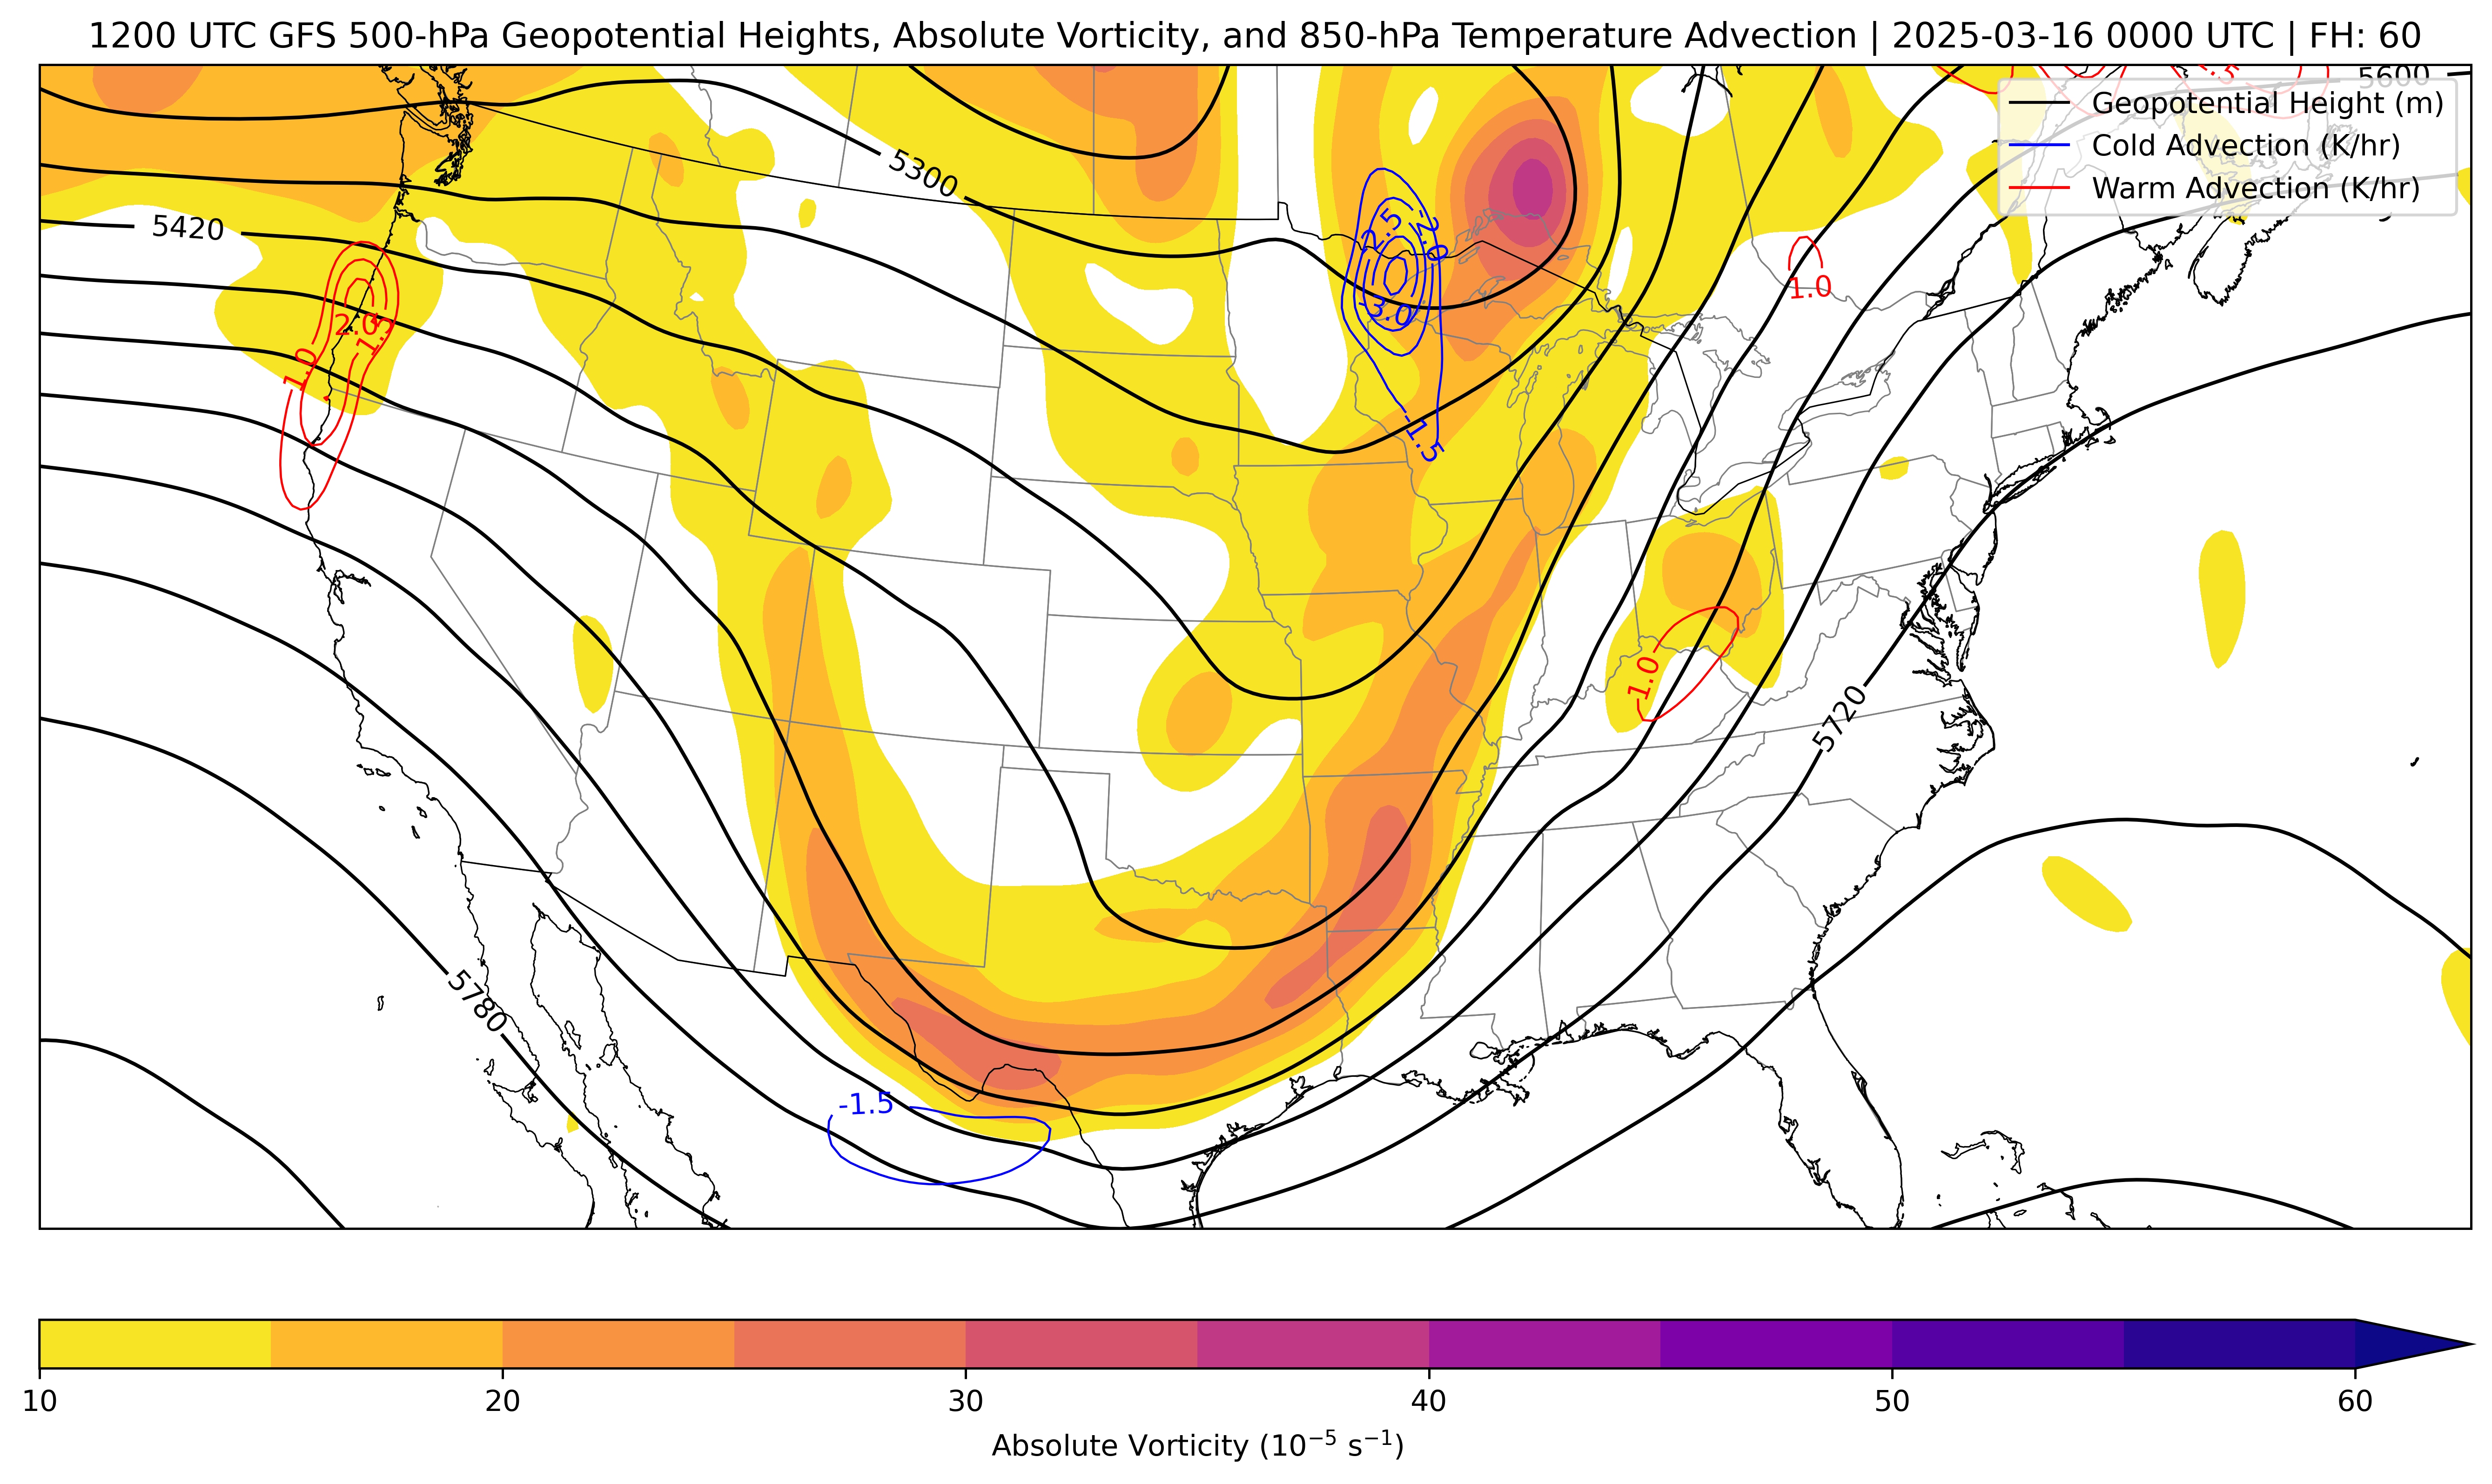 1200 UTC GFS 500-hPa Geopotential Heights, Absolute Vorticity, and 850-hPa Temperature Advection | 2025-03-16 0000 UTC | FH: 60
5600
Geopotential Height (m)
Cold Advection (K/hr)
Warm Advection (K/hr)
5300
5420
-2.5
-2.0
-3.0
-1.5
1.0
2.0
1.5
1.0
1.0
5720
5780
-1.5
10 20 30 40 50 60
Absolute Vorticity (10⁻⁵ s⁻¹)